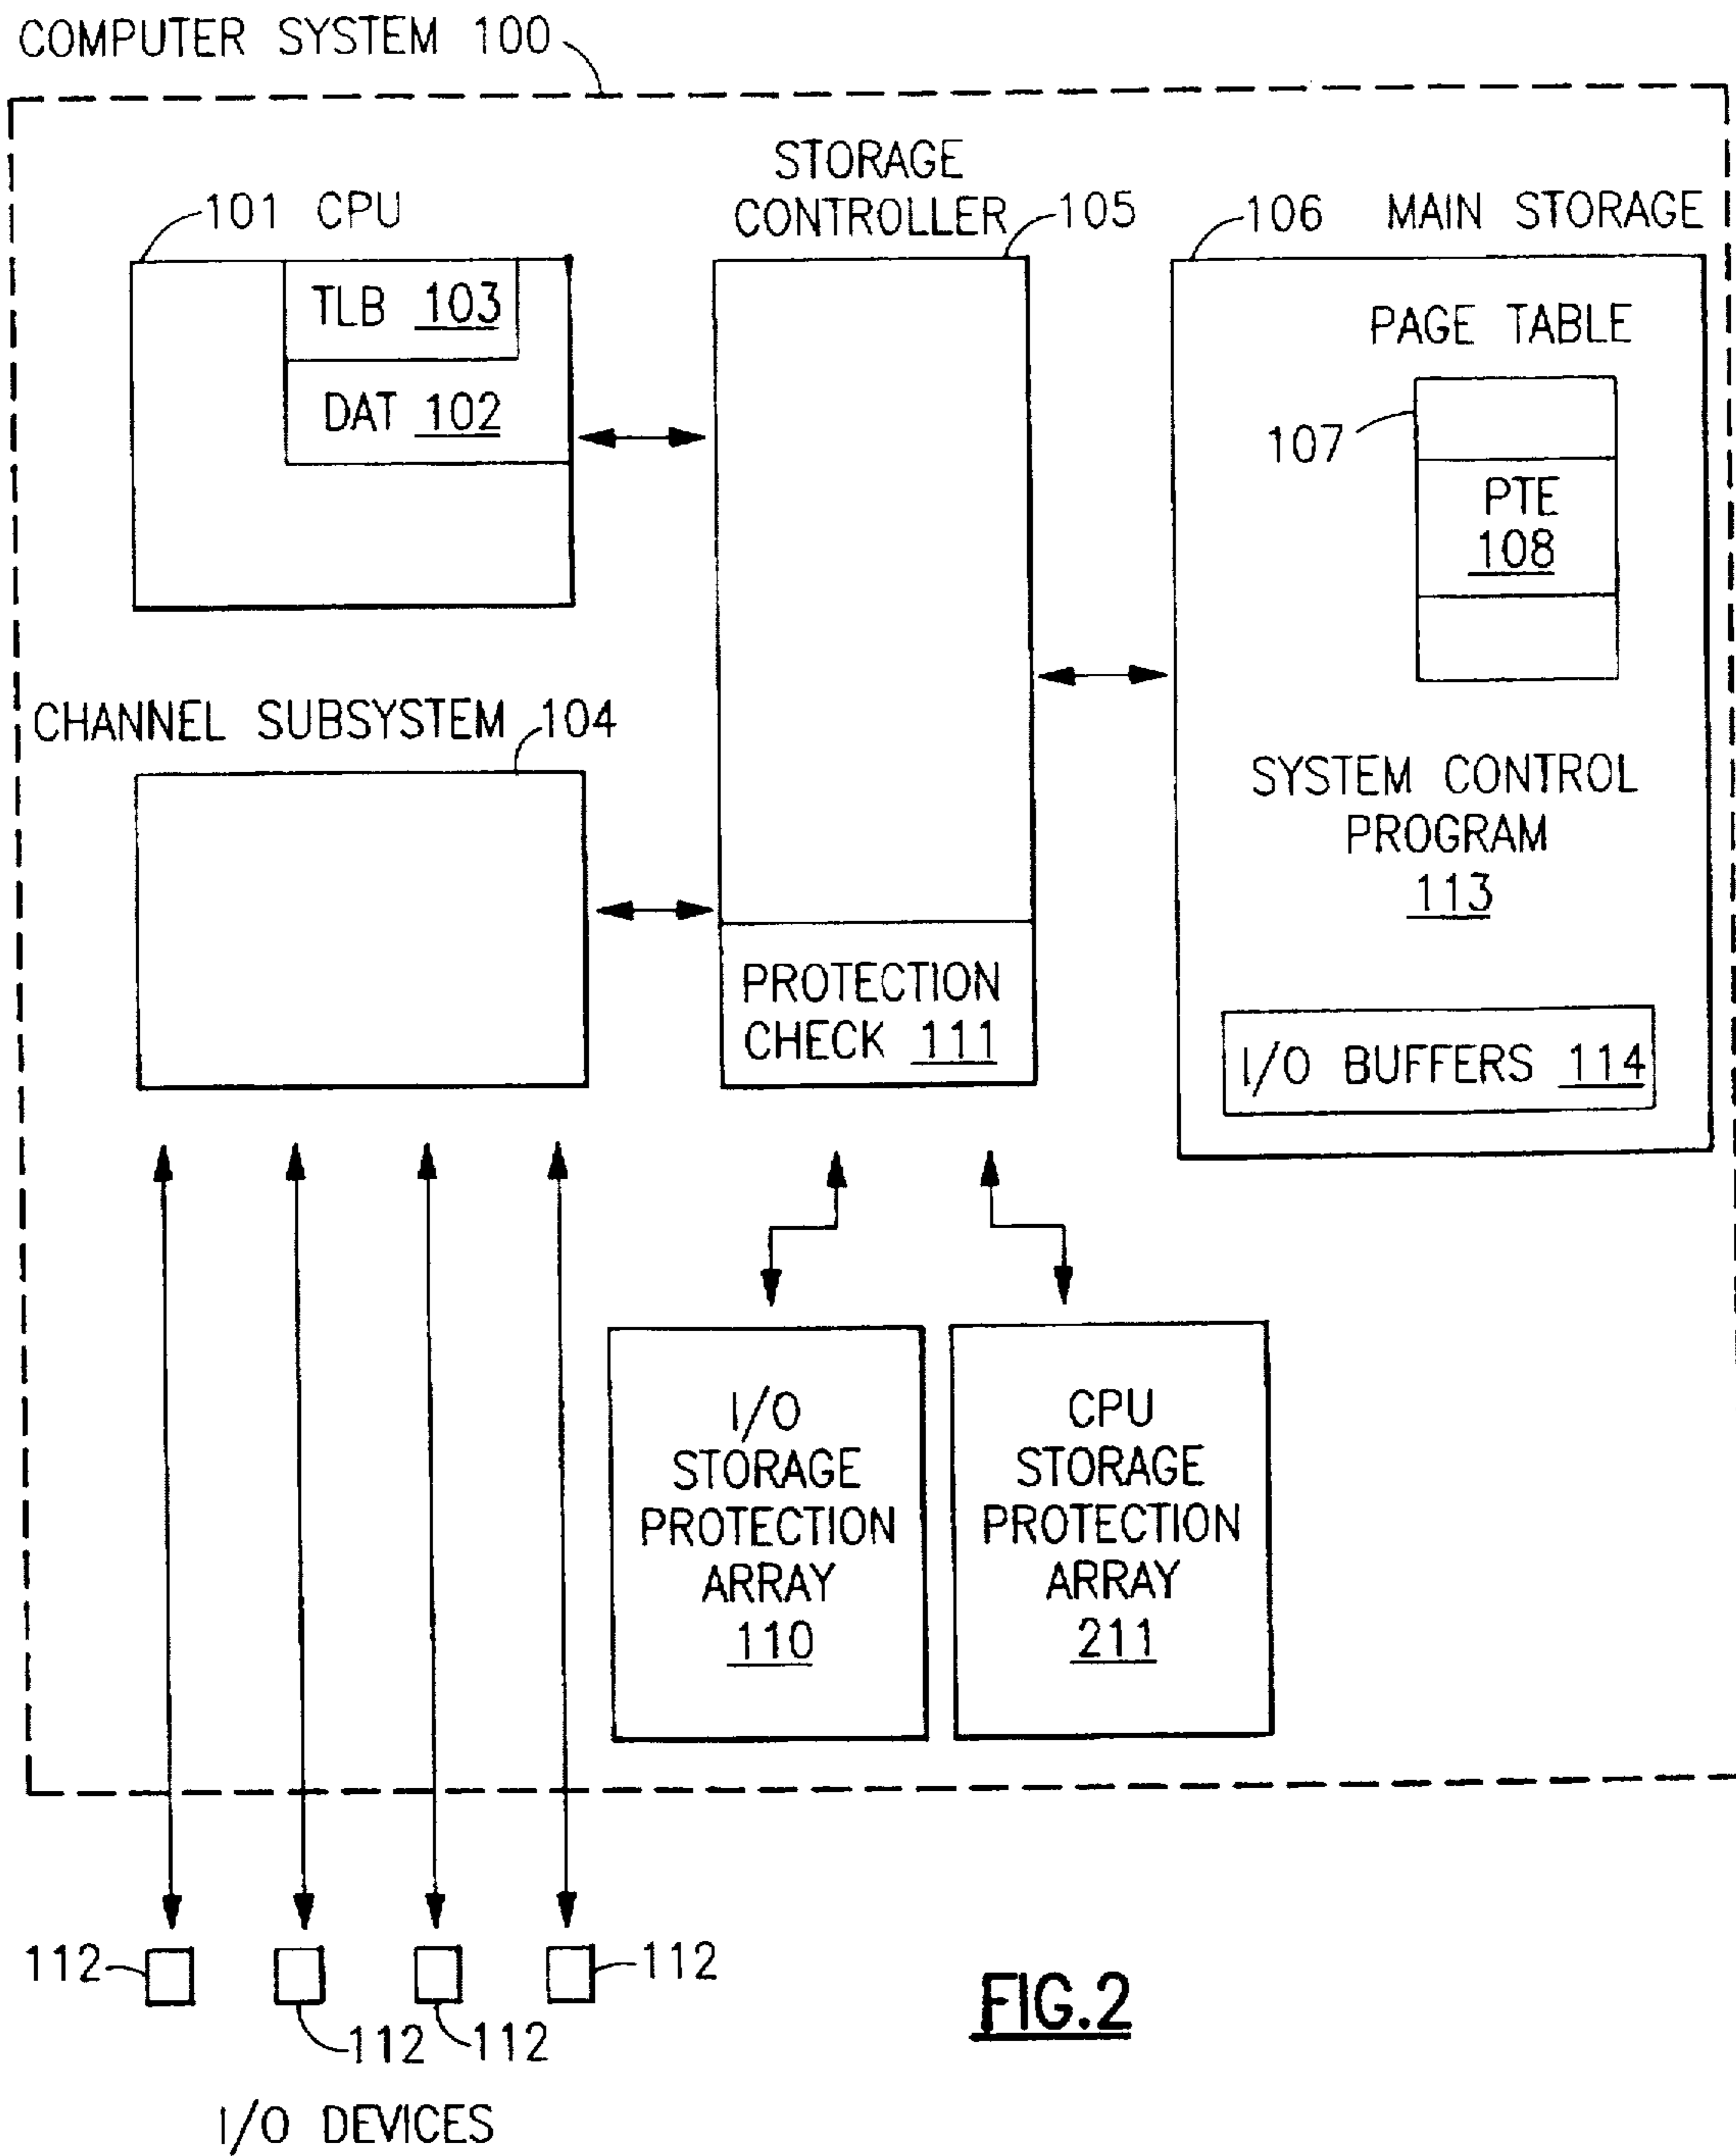 COMPUTER SYSTEM 100
STORAGE
CONTROLLER
105
101 CPU
106 MAIN STORAGE
TLB 103
DAT 102
PAGE TABLE
107
PTE
108
CHANNEL SUBSYSTEM 104
SYSTEM CONTROL
PROGRAM
113
PROTECTION
CHECK 111
I/O BUFFERS 114
I/O
STORAGE
PROTECTION
ARRAY
110
CPU
STORAGE
PROTECTION
ARRAY
211
112
112
112
112
I/O DEVICES
FIG.2